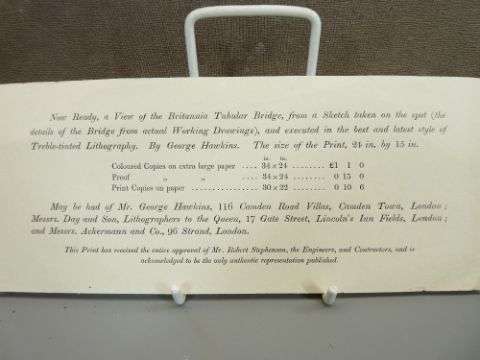 Now Ready, a View of the Britannia Tubular Bridge, from a Sketch taken on the spot (the
details of the Bridge from actual Working Drawings), and executed in the best and latest style of
Treble-tinted Lithography. By George Hawkins. The size of the Print, 24 in. by 15 in.
in. in.
Coloured Copies on extra large paper .... 34 x 24 ........ £1 1 0
Proof „ „ ........ 34 x 24 ........ 0 15 0
Print Copies on paper ........ 30 x 22 ........ 0 10 6
May be had of Mr. George Hawkins, 116 Camden Road Villas, Camden Town, London;
Messrs. Day and Son, Lithographers to the Queen, 17 Gate Street, Lincoln's Inn Fields, London;
and Messrs. Ackermann and Co., 96 Strand, London.
This Print has received the entire approval of Mr. Robert Stephenson, the Engineers, and Contractors, and is
acknowledged to be the only authentic representation published.